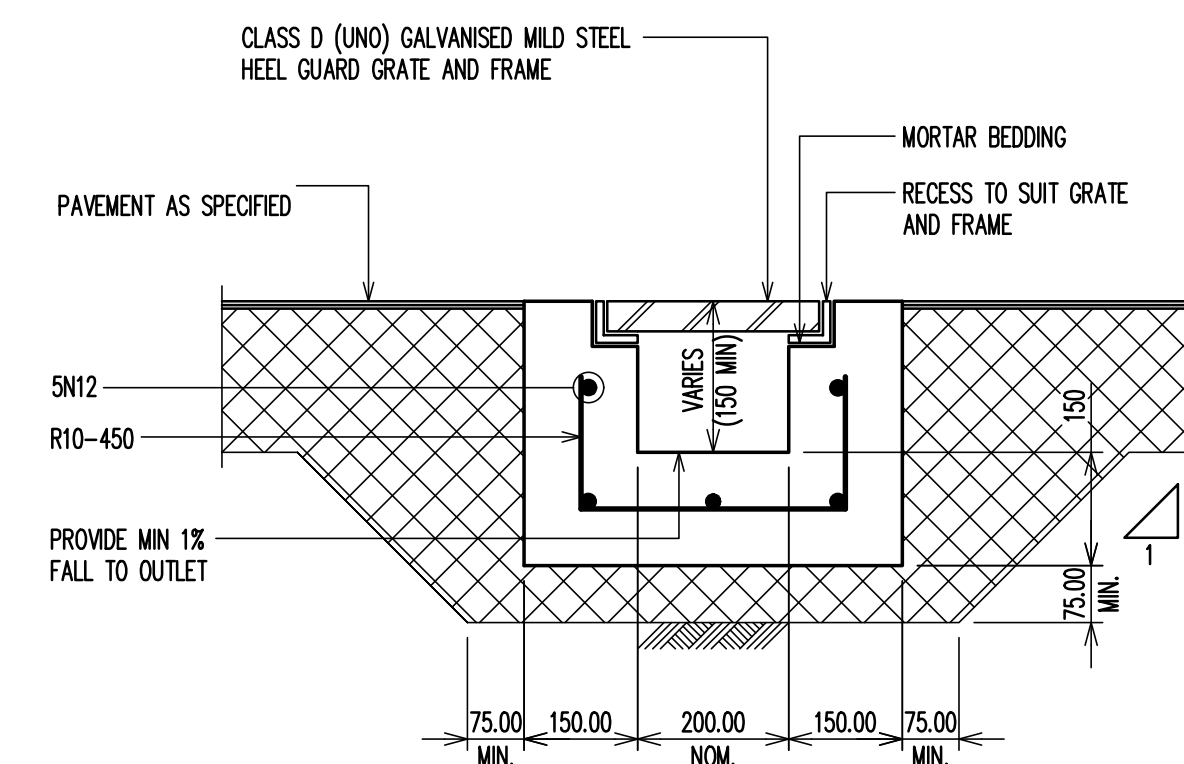 CLASS D (UNO) GALVANISED MILD STEEL
HEEL GUARD GRATE AND FRAME
MORTAR BEDDING
PAVEMENT AS SPECIFIED
RECESS TO SUIT GRATE
AND FRAME
VARIES
(150 MIN)
5N12
R10-450
150
PROVIDE MIN 1%
FALL TO OUTLET
1
75.00
MIN.
75.00
150.00
200.00
150.00
75.00
MIN.
NOM.
MIN.